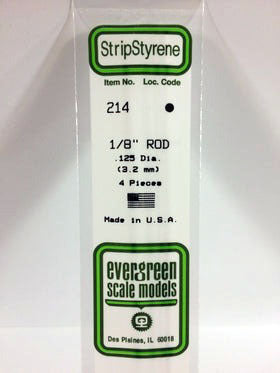 StripStyrene
Item No. Loc. Code
214
1/8" ROD
.125 Dia.
(3.2 mm)
4 Pieces
Made in U.S.A.
evergreen
scale models
Des Plaines, IL 60018